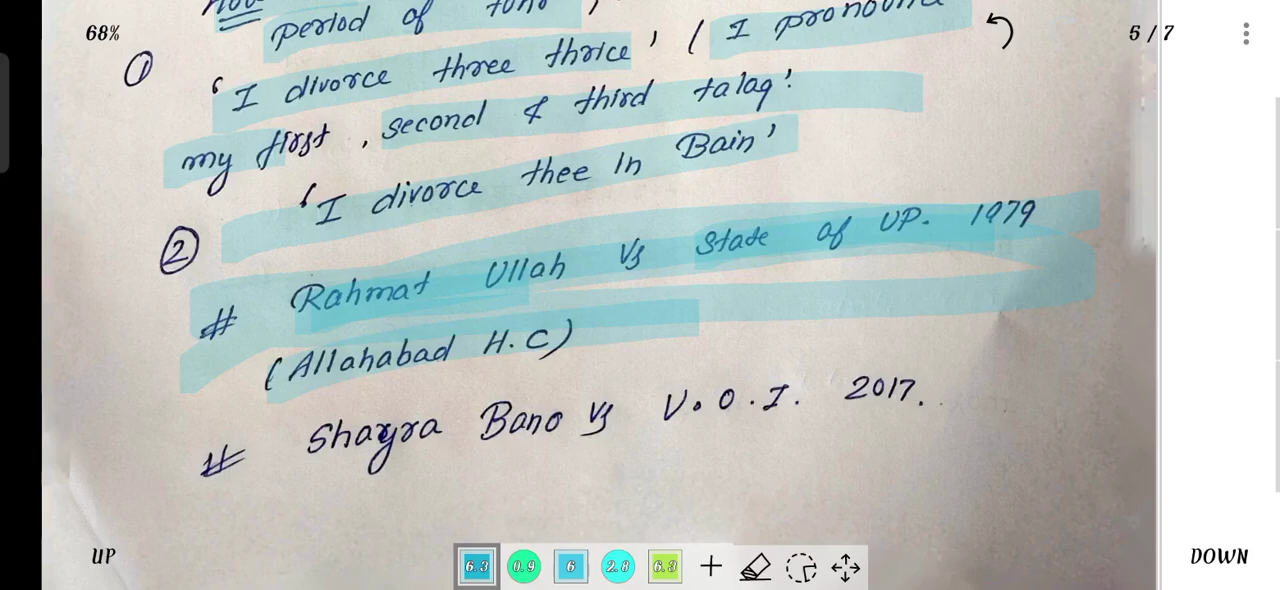 68%
5 / 7
period of
I pronound
①
'I divorce three thrice' (
my first, second & third talaq'.
'I divorce thee in Bain'
②
# Rahmat Ullah Vs State of UP. 1979
(Allahabad H.C)
# Shayra Bano Vs U.O.I. 2017.
UP
6.3 0.9 6 2.8 6.3
DOWN